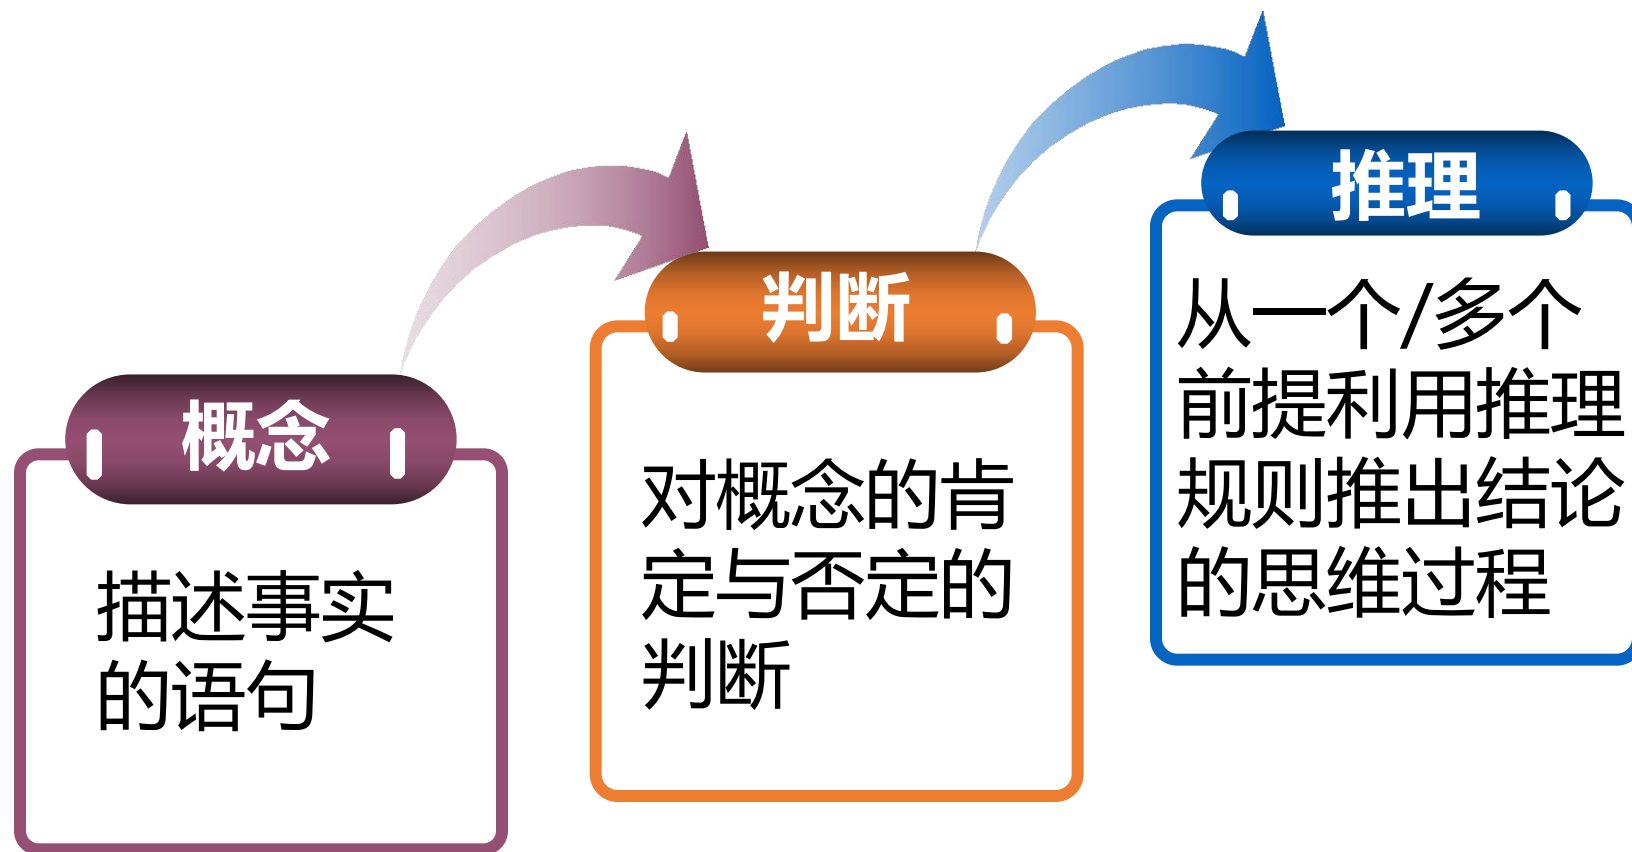 概念
描述事实
的语句
判断
对概念的肯
定与否定的
判断
推理
从一个/多个
前提利用推理
规则推出结论
的思维过程